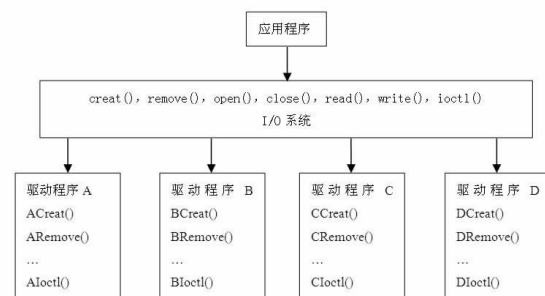 应用程序
creat(), remove(), open(), close(), read(), write(), ioctl()
I/O 系统
驱动程序 A
ACreat()
ARemove()
...
AIoctl()
驱动程序 B
BCreat()
BRemove()
...
BIoctl()
驱动程序 C
CCreat()
CRemove()
...
CIoctl()
驱动程序 D
DCreat()
DRemove()
...
DIoctl()